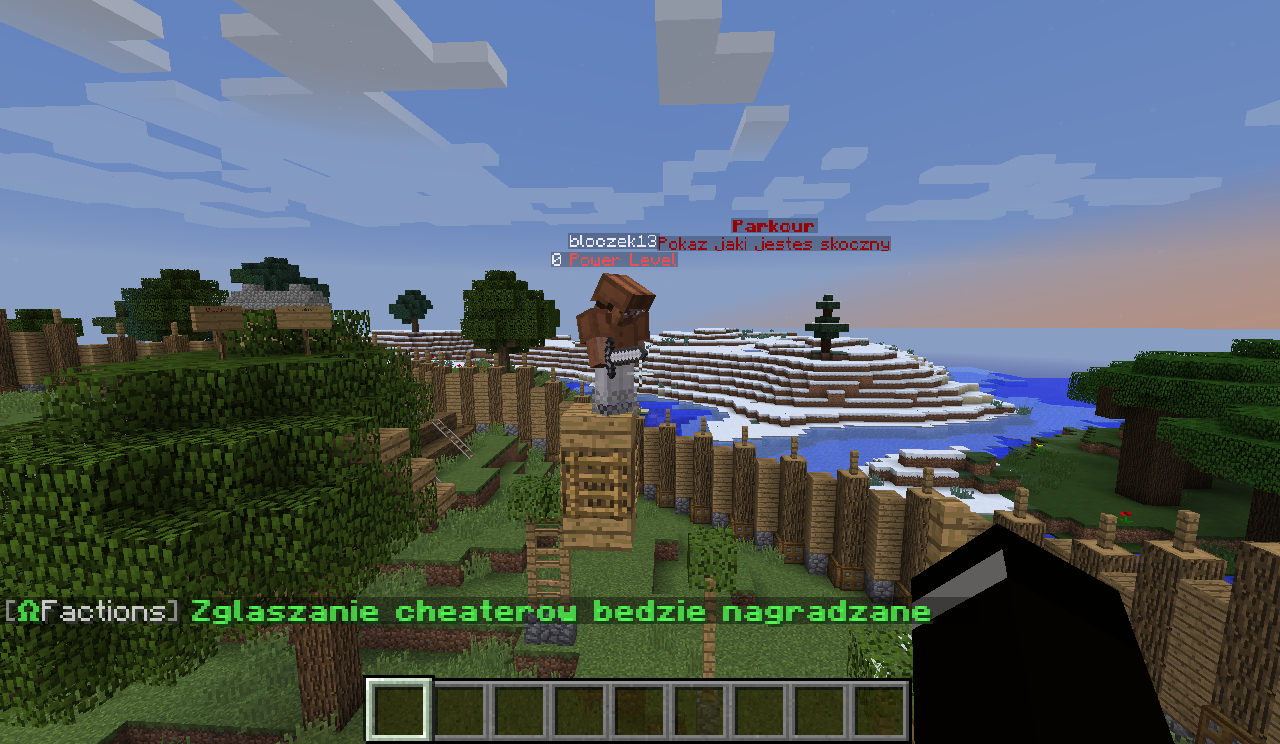 Parkour
bloczek13
Pokaz jaki jestes skoczny
0 Power Level
[ΩFactions] Zglaszanie cheaterow bedzie nagradzane